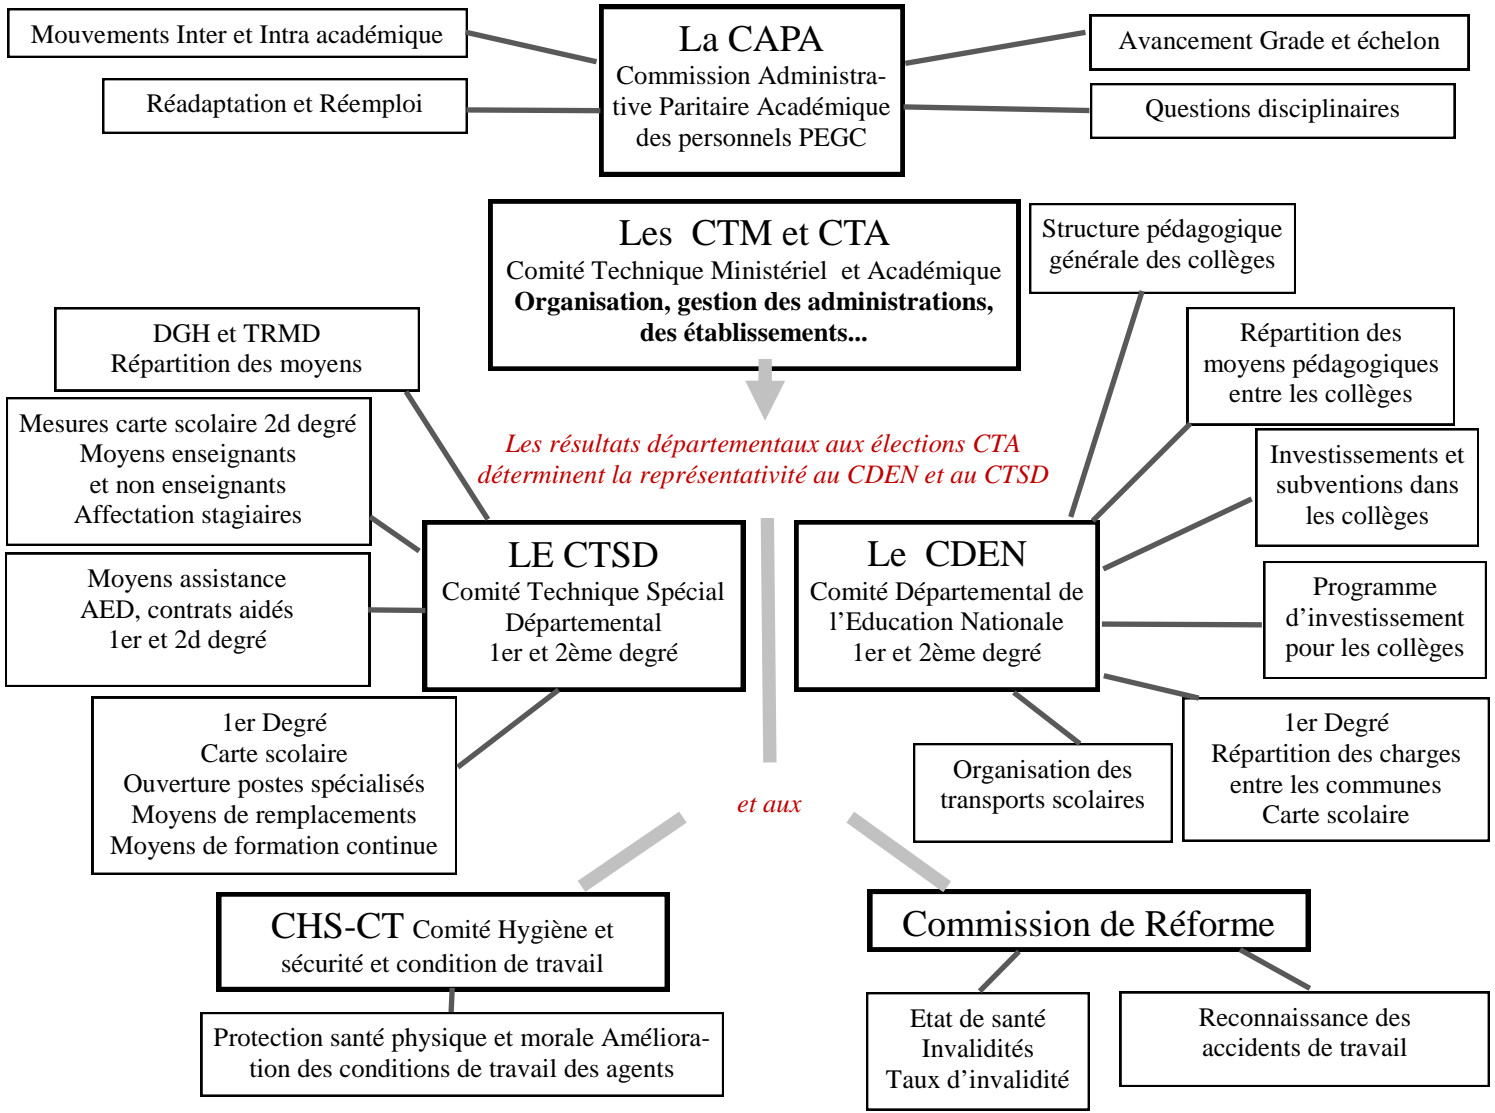 Mouvements Inter et Intra académique
Réadaptation et Réemploi
La CAPA
Commission Administra-
tive Paritaire Académique
des personnels PEGC
Avancement Grade et échelon
Questions disciplinaires
Les  CTM et CTA
Comité Technique Ministériel  et Académique
Organisation, gestion des administrations,
des établissements...
Structure pédagogique
générale des collèges
DGH et TRMD
Répartition des moyens
Répartition des
moyens pédagogiques
entre les collèges
Mesures carte scolaire 2d degré
Moyens enseignants
et non enseignants
Affectation stagiaires
Les résultats départementaux aux élections CTA
déterminent la représentativité au CDEN et au CTSD
Investissements et
subventions dans
les collèges
Moyens assistance
AED, contrats aidés
1er et 2d degré
LE CTSD
Comité Technique Spécial
Départemental
1er et 2ème degré
Le  CDEN
Comité Départemental de
l’Education Nationale
1er et 2ème degré
Programme
d’investissement
pour les collèges
1er Degré
Carte scolaire
Ouverture postes spécialisés
Moyens de remplacements
Moyens de formation continue
et aux
Organisation des
transports scolaires
1er Degré
Répartition des charges
entre les communes
Carte scolaire
CHS-CT Comité Hygiène et
sécurité et condition de travail
Commission de Réforme
Protection santé physique et morale Améliora-
tion des conditions de travail des agents
Etat de santé
Invalidités
Taux d’invalidité
Reconnaissance des
accidents de travail